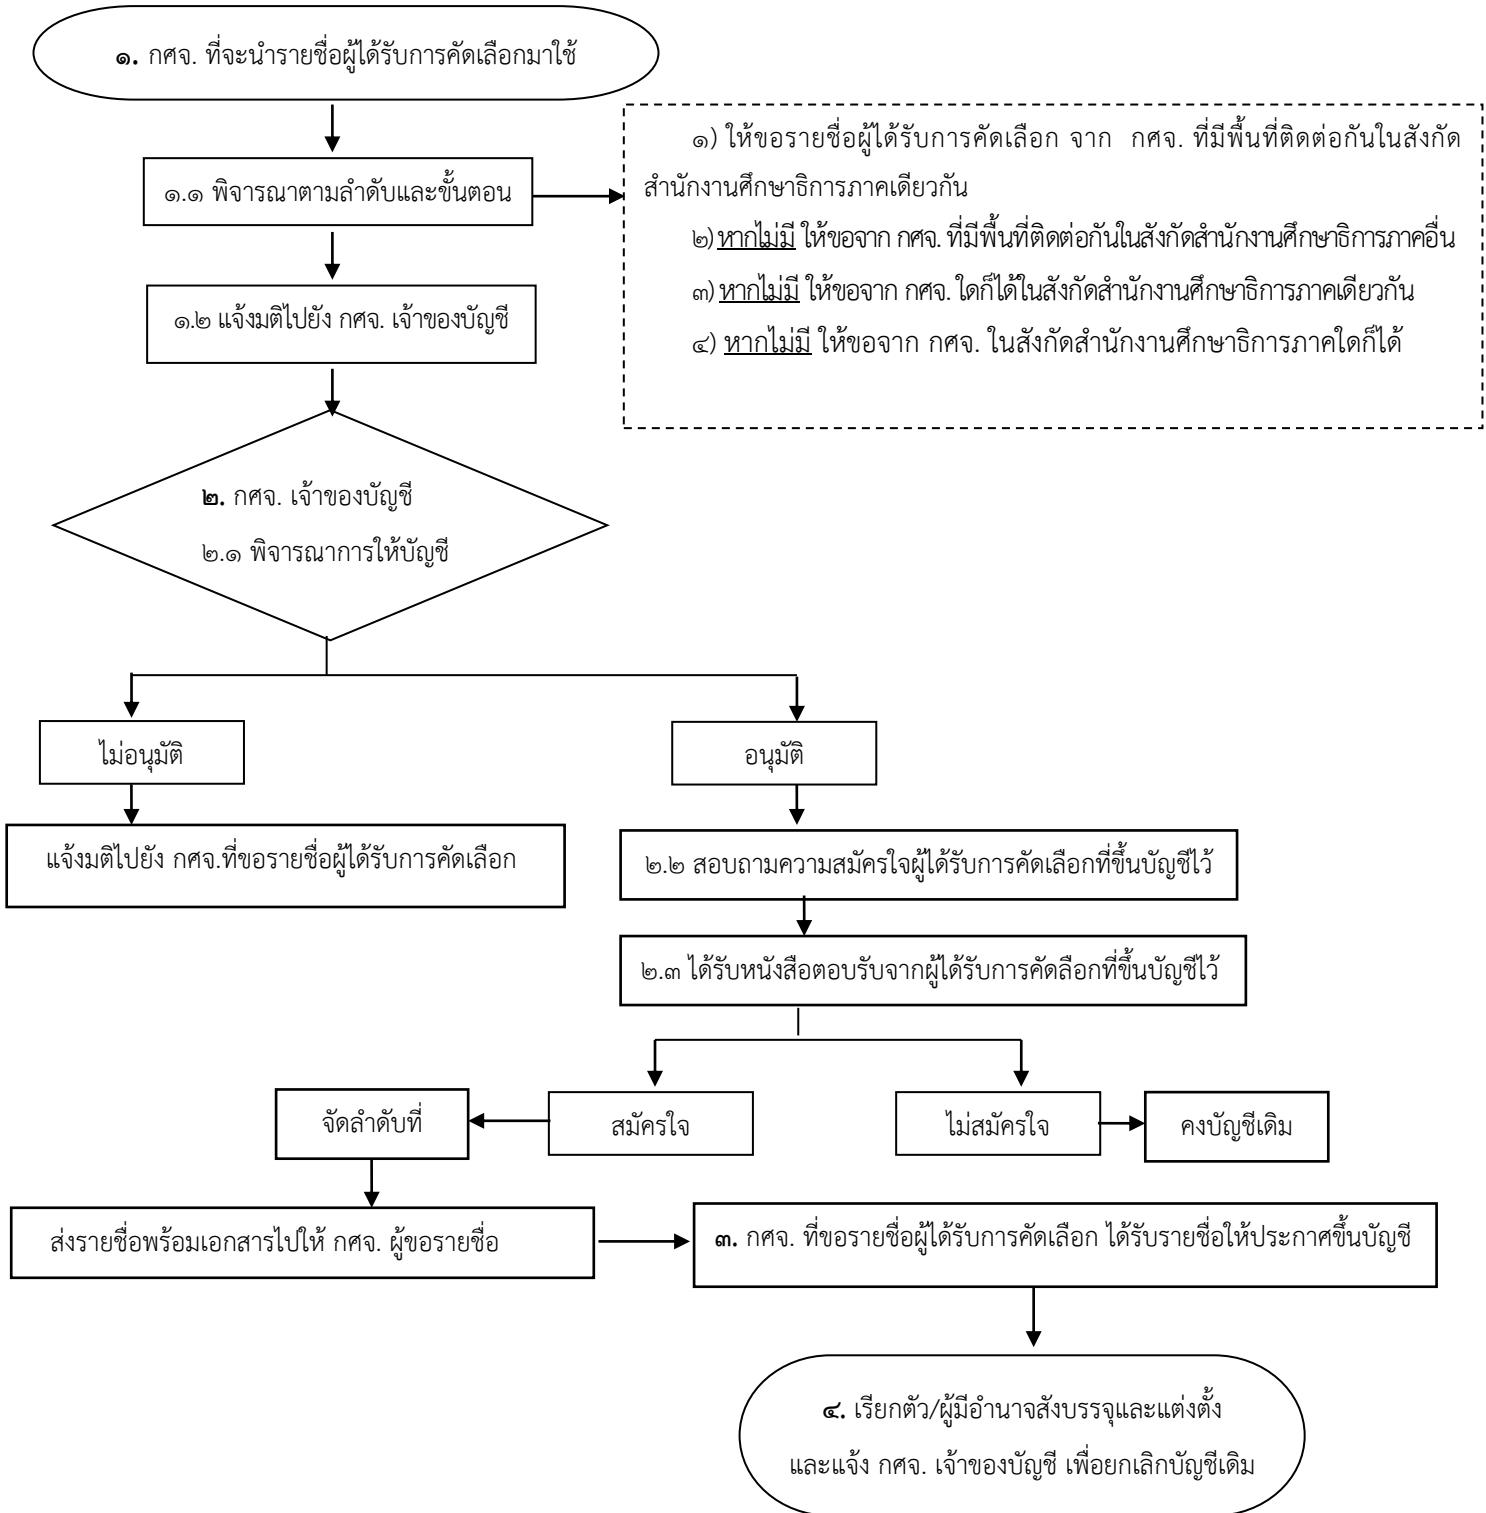 ๑. กศจ. ที่จะนำรายชื่อผู้ได้รับการคัดเลือกมาใช้
๑.๑ พิจารณาตามลำดับและขั้นตอน
๑) ให้ขอรายชื่อผู้ได้รับการคัดเลือก จาก กศจ. ที่มีพื้นที่ติดต่อกันในสังกัด
สำนักงานศึกษาธิการภาคเดียวกัน
๒) หากไม่มี ให้ขอจาก กศจ. ที่มีพื้นที่ติดต่อกันในสังกัดสำนักงานศึกษาธิการภาคอื่น
๓) หากไม่มี ให้ขอจาก กศจ. ใดก็ได้ในสังกัดสำนักงานศึกษาธิการภาคเดียวกัน
๔) หากไม่มี ให้ขอจาก กศจ. ในสังกัดสำนักงานศึกษาธิการภาคใดก็ได้
๑.๒ แจ้งมติไปยัง กศจ. เจ้าของบัญชี
๒. กศจ. เจ้าของบัญชี
๒.๑ พิจารณาการให้บัญชี
ไม่อนุมัติ
อนุมัติ
แจ้งมติไปยัง กศจ.ที่ขอรายชื่อผู้ได้รับการคัดเลือก
๒.๒ สอบถามความสมัครใจผู้ได้รับการคัดเลือกที่ขึ้นบัญชีไว้
๒.๓ ได้รับหนังสือตอบรับจากผู้ได้รับการคัดลือกที่ขึ้นบัญชีไว้
จัดลำดับที่
สมัครใจ
ไม่สมัครใจ
คงบัญชีเดิม
ส่งรายชื่อพร้อมเอกสารไปให้ กศจ. ผู้ขอรายชื่อ
๓. กศจ. ที่ขอรายชื่อผู้ได้รับการคัดเลือก ได้รับรายชื่อให้ประกาศขึ้นบัญชี
๔. เรียกตัว/ผู้มีอำนาจสังบรรจุและแต่งตั้ง
และแจ้ง กศจ. เจ้าของบัญชี เพื่อยกเลิกบัญชีเดิม